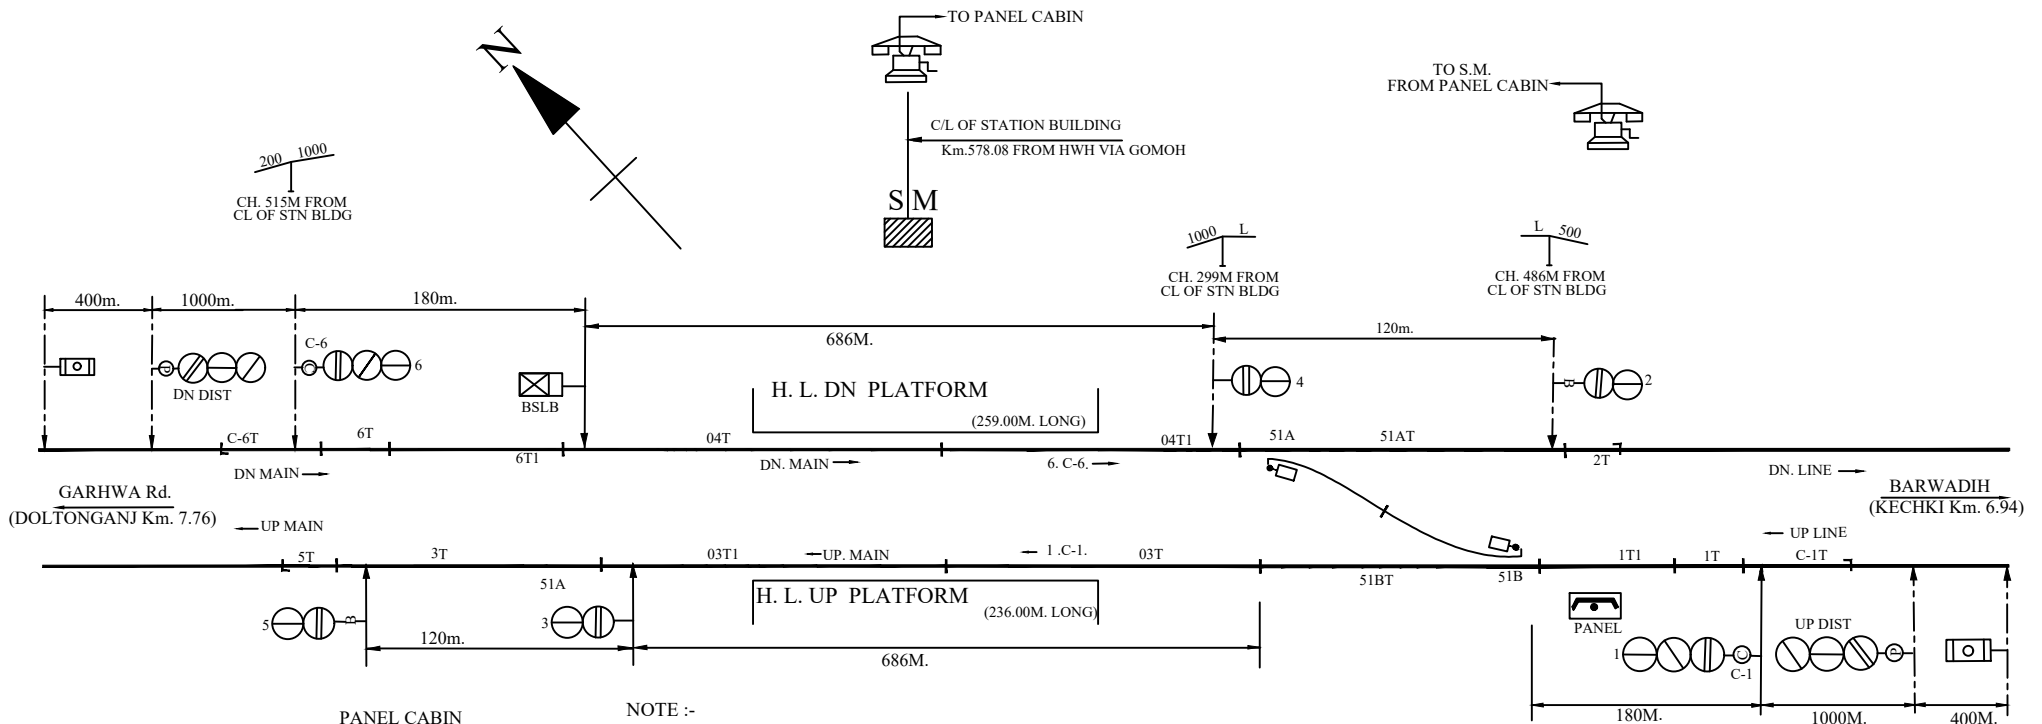 TO PANEL CABIN
N
TO S.M.
FROM PANEL CABIN
C/L OF STATION BUILDING
Km.578.08 FROM HWH VIA GOMOH
200 1000
CH. 515M FROM
CL OF STN BLDG
S M
1000 L
CH. 299M FROM
CL OF STN BLDG
L 500
CH. 486M FROM
CL OF STN BLDG
400m.
1000m.
180m.
686M.
120m.
C-6
C
6
P
DN DIST
BSLB
H. L. DN PLATFORM
(259.00M. LONG)
4
B
2
C-6T
6T
6T1
04T
04T1
51A
51AT
2T
DN MAIN
DN. MAIN
6. C-6.
DN. LINE
GARHWA Rd.
(DOLTONGANJ Km. 7.76)
BARWADIH
(KECHKI Km. 6.94)
UP MAIN
UP LINE
5T
3T
03T1
UP. MAIN
1 .C-1.
03T
1T1
1T
C-1T
51A
51BT
51B
H. L. UP PLATFORM
(236.00M. LONG)
5
B
3
PANEL
UP DIST
1
C
C-1
P
120m.
686M.
180M.
1000M.
400M.
PANEL CABIN
NOTE :-